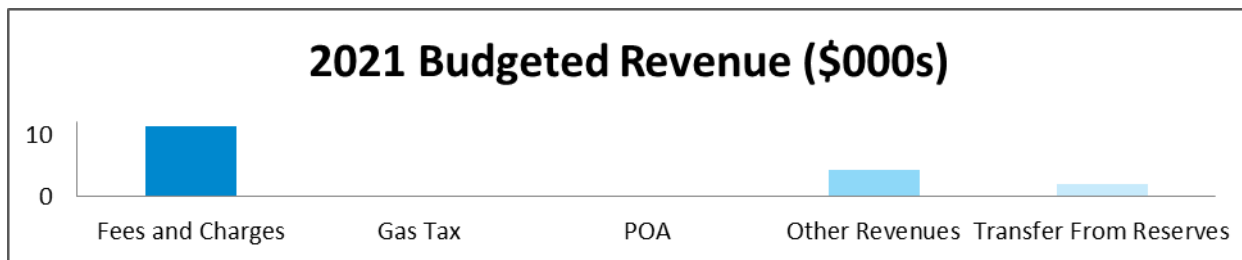 2021 Budgeted Revenue ($000s)
10
0
Fees and Charges Gas Tax POA Other Revenues Transfer From Reserves